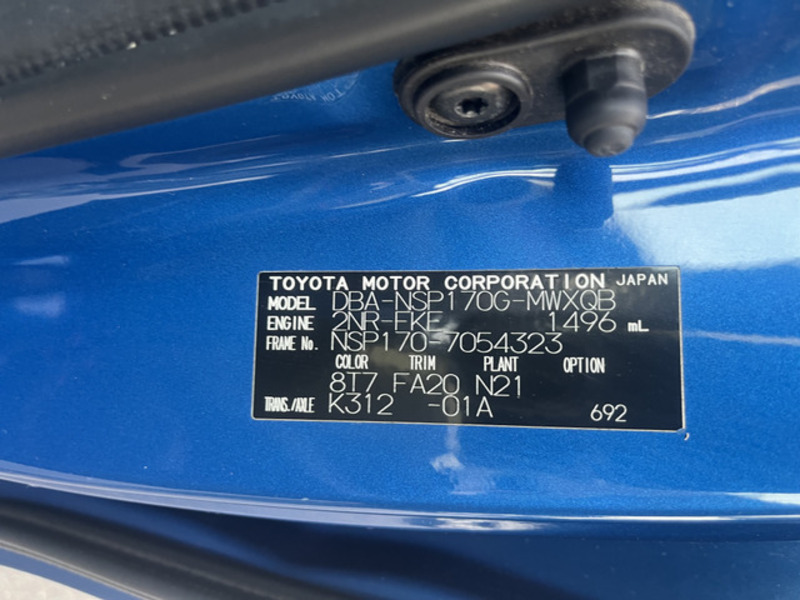 TOYOTA MOTOR CORPORATION JAPAN
MODEL DBA-NSP170G-MWXQB
ENGINE 2NR-FKE 1496 mL
FRAME No. NSP170-7054323
COLOR TRIM PLANT OPTION
8T7 FA20 N21
TRANS./AXLE K312 -01A 692